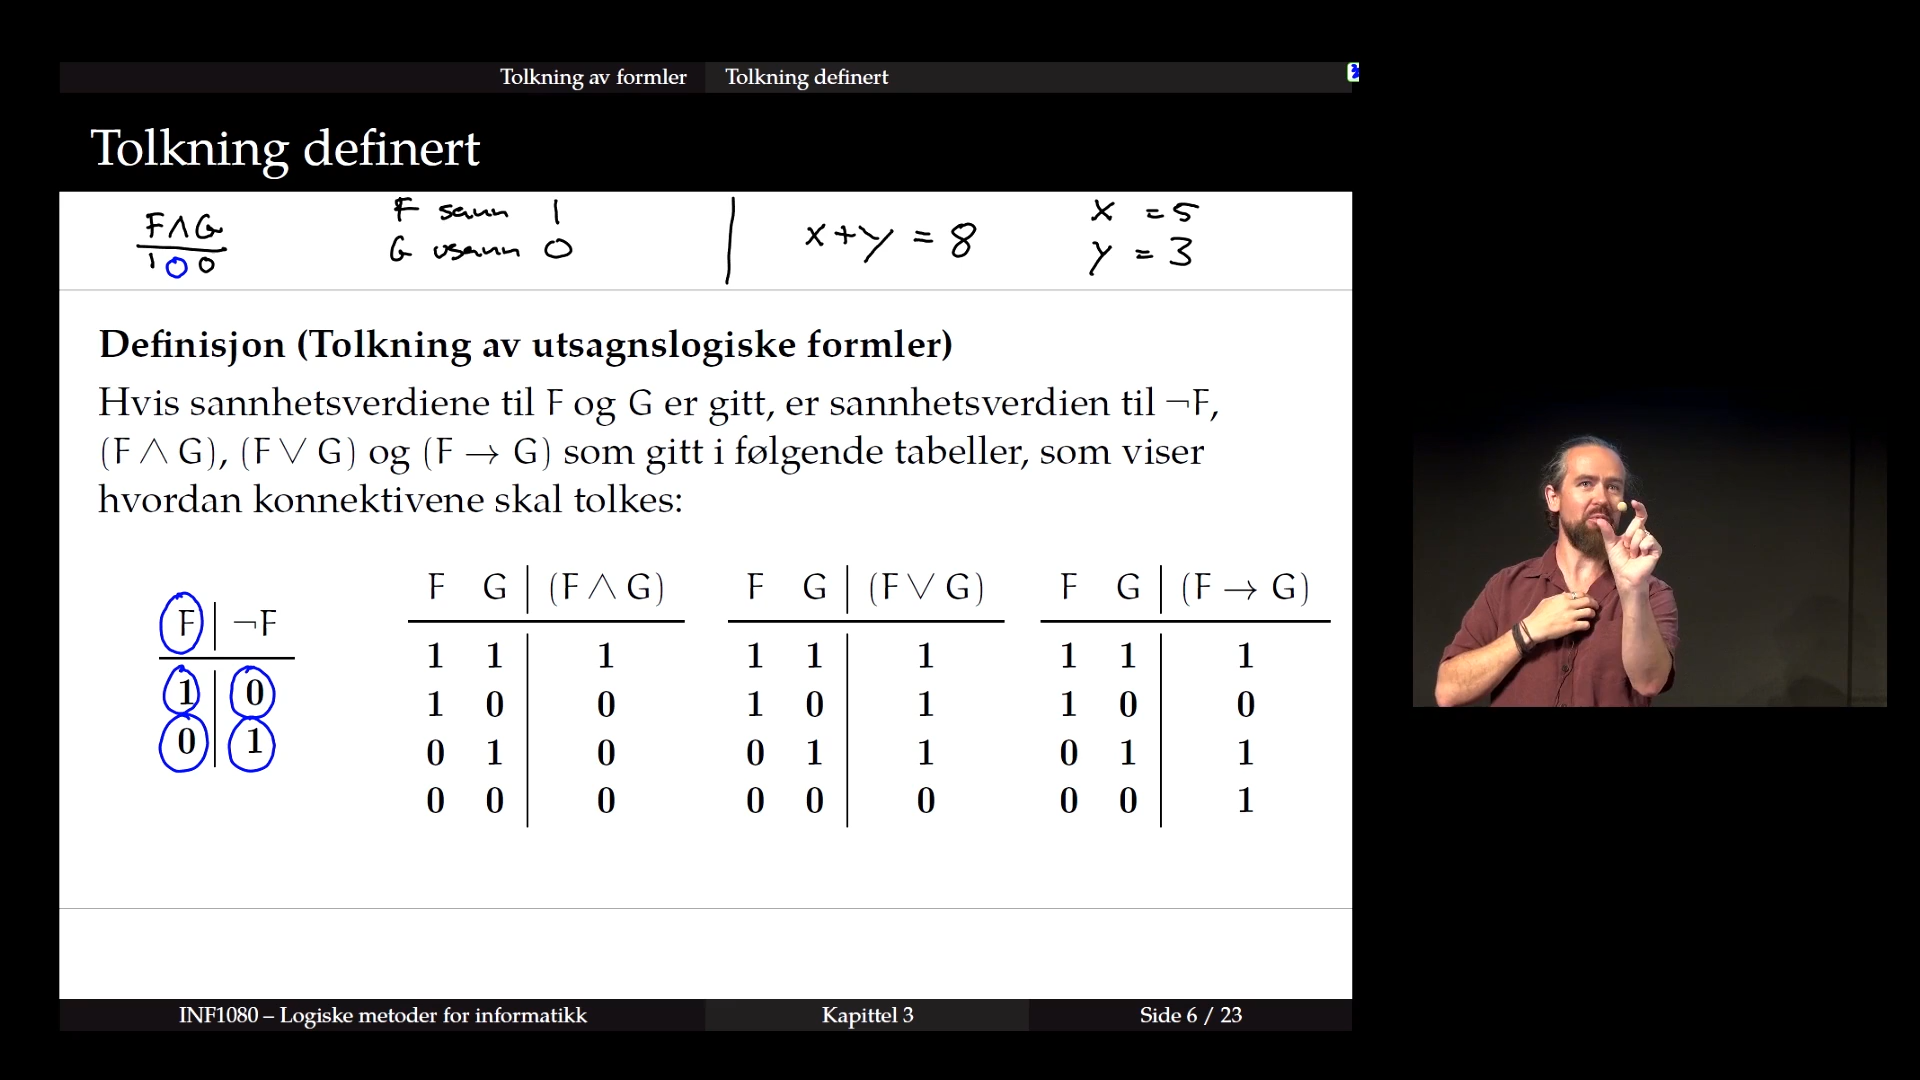 Tolkning av formler Tolkning definert
Tolkning definert
F∧G F sann 1 x+y = 8 x = 5
1 0 0 G usann 0 y = 3
Definisjon (Tolkning av utsagnslogiske formler)
Hvis sannhetsverdiene til F og G er gitt, er sannhetsverdien til ¬F,
(F ∧ G), (F ∨ G) og (F → G) som gitt i følgende tabeller, som viser
hvordan konnektivene skal tolkes:
F ¬F
1 0
0 1
F G (F ∧ G)
1 1 1
1 0 0
0 1 0
0 0 0
F G (F ∨ G)
1 1 1
1 0 1
0 1 1
0 0 0
F G (F → G)
1 1 1
1 0 0
0 1 1
0 0 1
INF1080 – Logiske metoder for informatikk Kapittel 3 Side 6 / 23